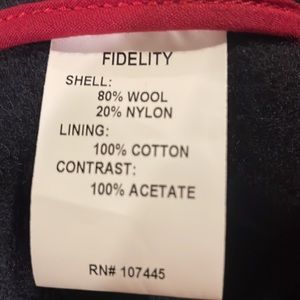 FIDELITY
SHELL:
80% WOOL
20% NYLON
LINING:
100% COTTON
CONTRAST:
100% ACETATE
RN# 107445